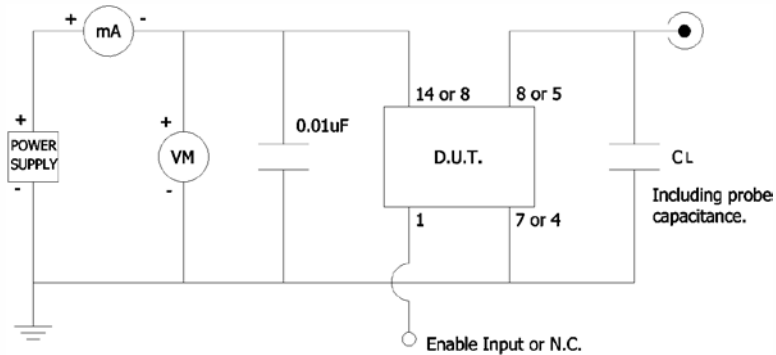 + mA -
14 or 8
8 or 5
+
POWER
SUPPLY
-
+
VM
-
0.01uF
D.U.T.
CL
Including probe
capacitance.
1
7 or 4
Enable Input or N.C.